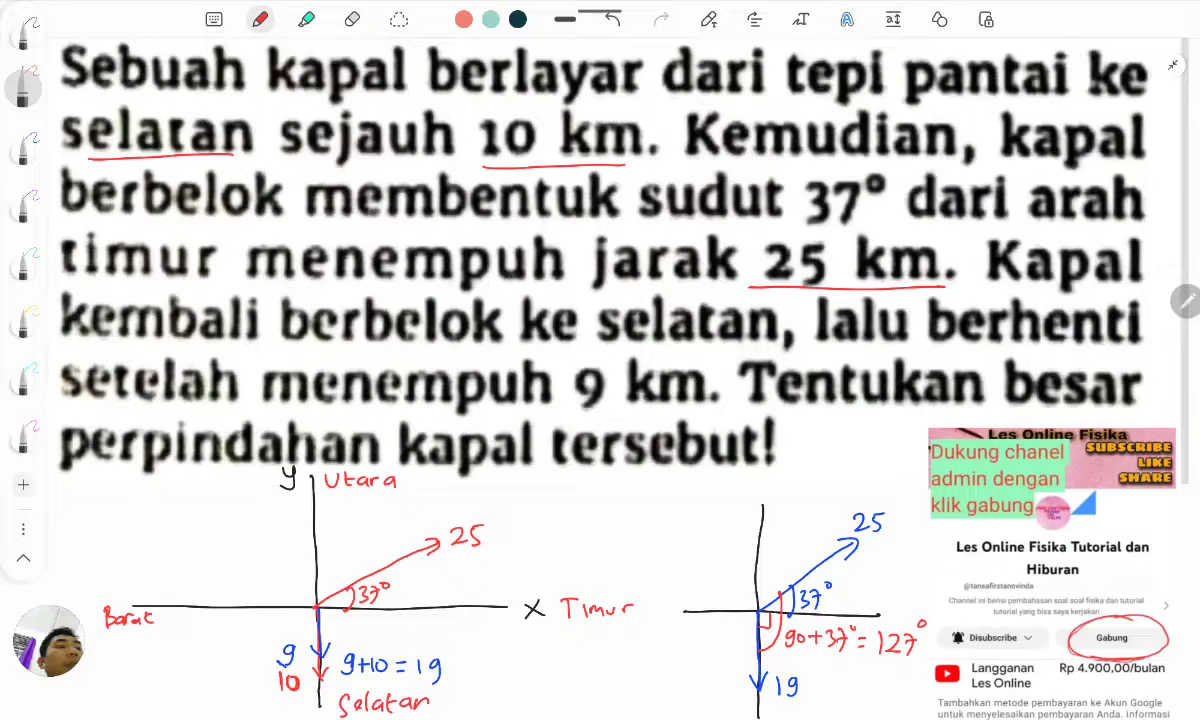 Sebuah kapal berlayar dari tepi pantai ke
selatan sejauh 10 km. Kemudian, kapal
berbelok membentuk sudut 37° dari arah
timur menempuh jarak 25 km. Kapal
kembali berbelok ke selatan, lalu berhenti
setelah menempuh 9 km. Tentukan besar
perpindahan kapal tersebut!
y Utara
25
37°
Barat
X Timur
9
10
9+10 = 19
Selatan
25
37°
90+37° = 127°
19
Les Online Fisika
SUBSCRIBE
LIKE
SHARE
Dukung chanel
admin dengan
klik gabung
Les Online Fisika Tutorial dan
Hiburan
@tansafirstanovinda
Channel ini berisi pembahasan soal soal fisika dan tutorial
tutorial yang bisa saya kerjakan
Disubscribe
Gabung
Langganan
Les Online
Rp 4.900,00/bulan
Tambahkan metode pembayaran ke Akun Google
untuk menyelesaikan pembayaran Anda. Informasi